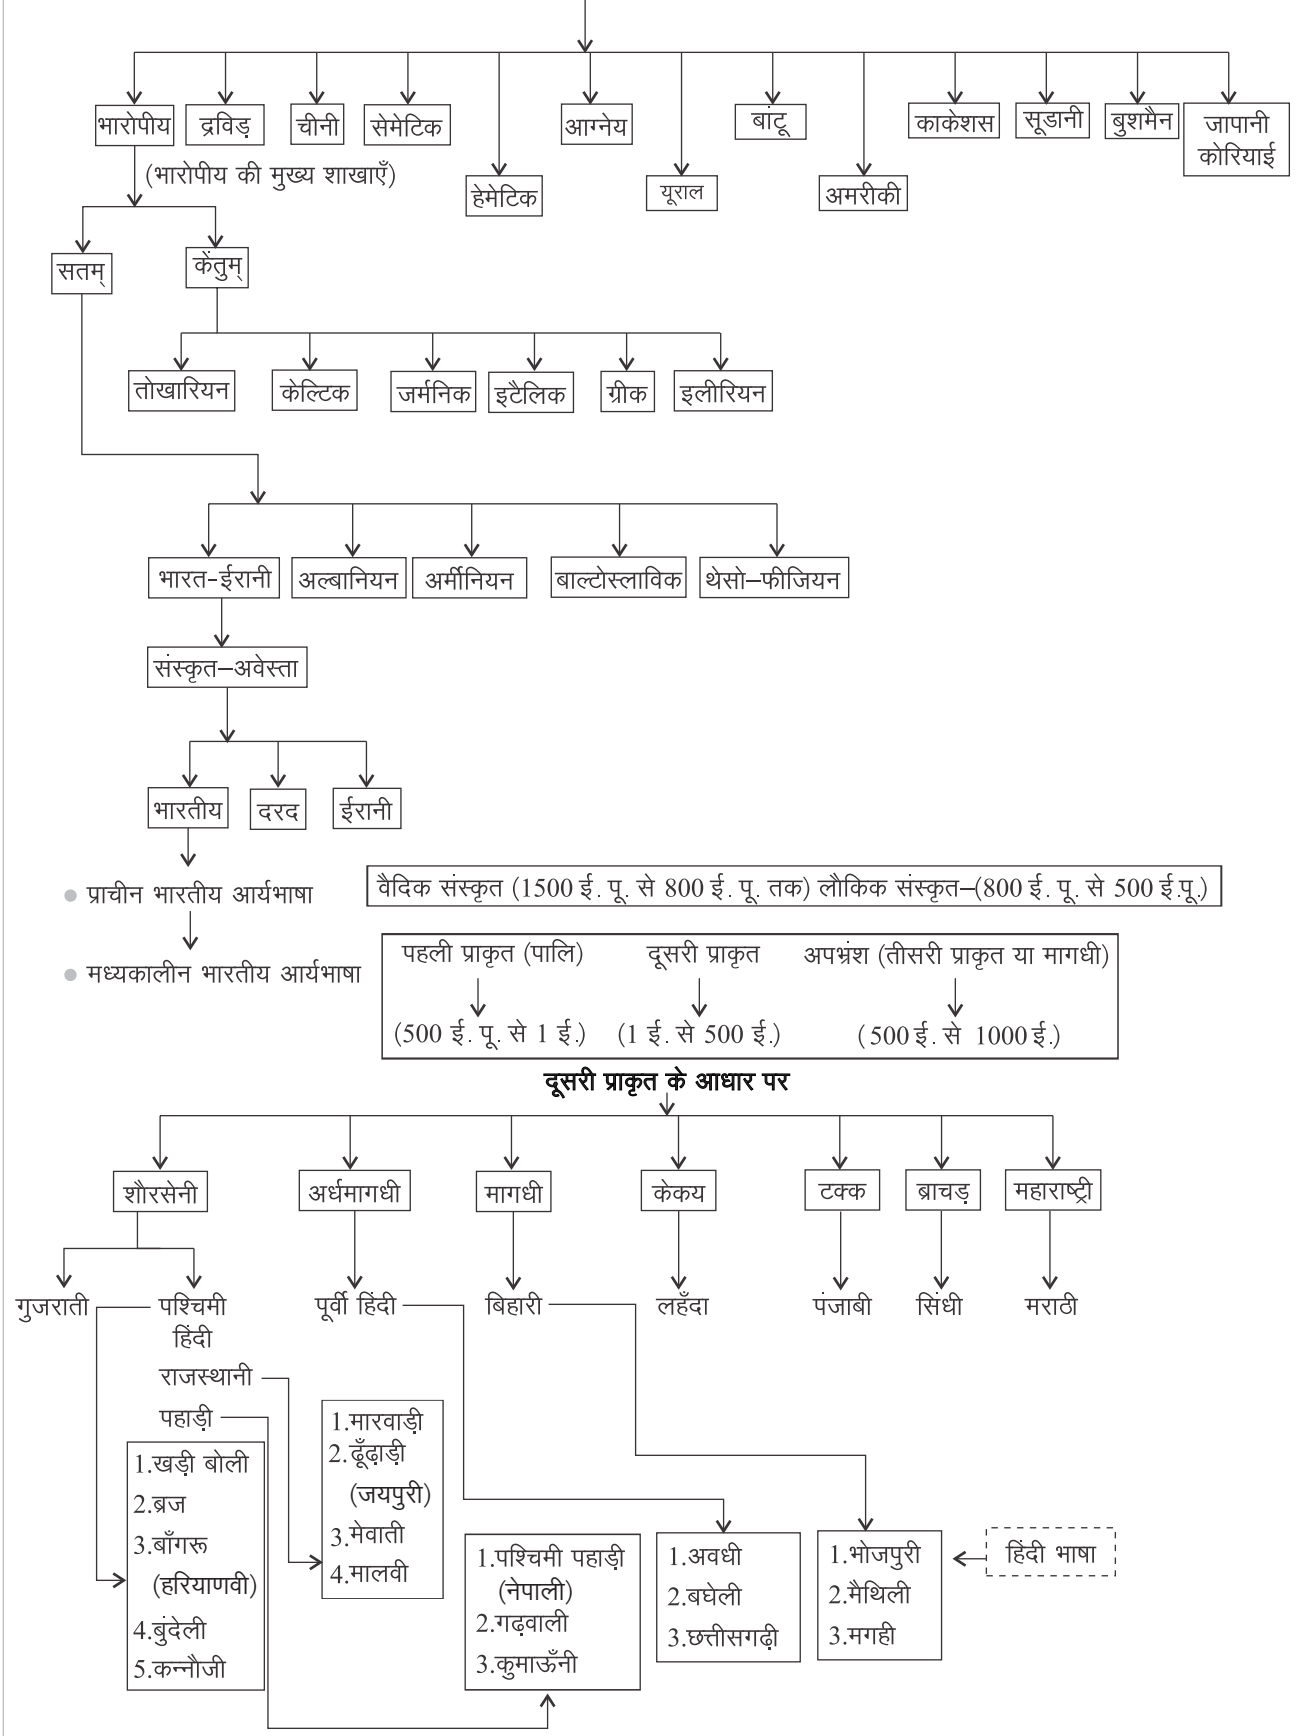 भारोपीय द्रविड़ चीनी सेमेटिक आग्नेय बांटू काकेशस सूडानी बुशमैन जापानी
कोरियाई
(भारोपीय की मुख्य शाखाएँ)
हेमेटिक यूराल अमरीकी
सतम् केंतुम्
तोखारियन केल्टिक जर्मनिक इटैलिक ग्रीक इलीरियन
भारत-ईरानी अल्बानियन अर्मीनियन बाल्टोस्लाविक थेसो–फीजियन
संस्कृत–अवेस्ता
भारतीय दरद ईरानी
● प्राचीन भारतीय आर्यभाषा
वैदिक संस्कृत (1500 ई. पू. से 800 ई. पू. तक) लौकिक संस्कृत–(800 ई. पू. से 500 ई.पू.)
● मध्यकालीन भारतीय आर्यभाषा
पहली प्राकृत (पालि) दूसरी प्राकृत अपभ्रंश (तीसरी प्राकृत या मागधी)
(500 ई. पू. से 1 ई.) (1 ई. से 500 ई.) (500 ई. से 1000 ई.)
दूसरी प्राकृत के आधार पर
शौरसेनी अर्धमागधी मागधी केकय टक्क ब्राचड़ महाराष्ट्री
गुजराती पश्चिमी
हिंदी
पूर्वी हिंदी बिहारी लहँदा पंजाबी सिंधी मराठी
राजस्थानी
पहाड़ी
1.खड़ी बोली
2.ब्रज
3.बाँगरू
(हरियाणवी)
4.बुंदेली
5.कन्नौजी
1.मारवाड़ी
2.ढूँढ़ाड़ी
(जयपुरी)
3.मेवाती
4.मालवी
1.पश्चिमी पहाड़ी
(नेपाली)
2.गढ़वाली
3.कुमाऊँनी
1.अवधी
2.बघेली
3.छत्तीसगढ़ी
1.भोजपुरी
2.मैथिली
3.मगही
हिंदी भाषा